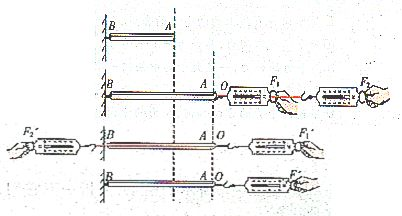 B A
B A O F₁ F₂
F₂′ B A O F₁′
B A O F′